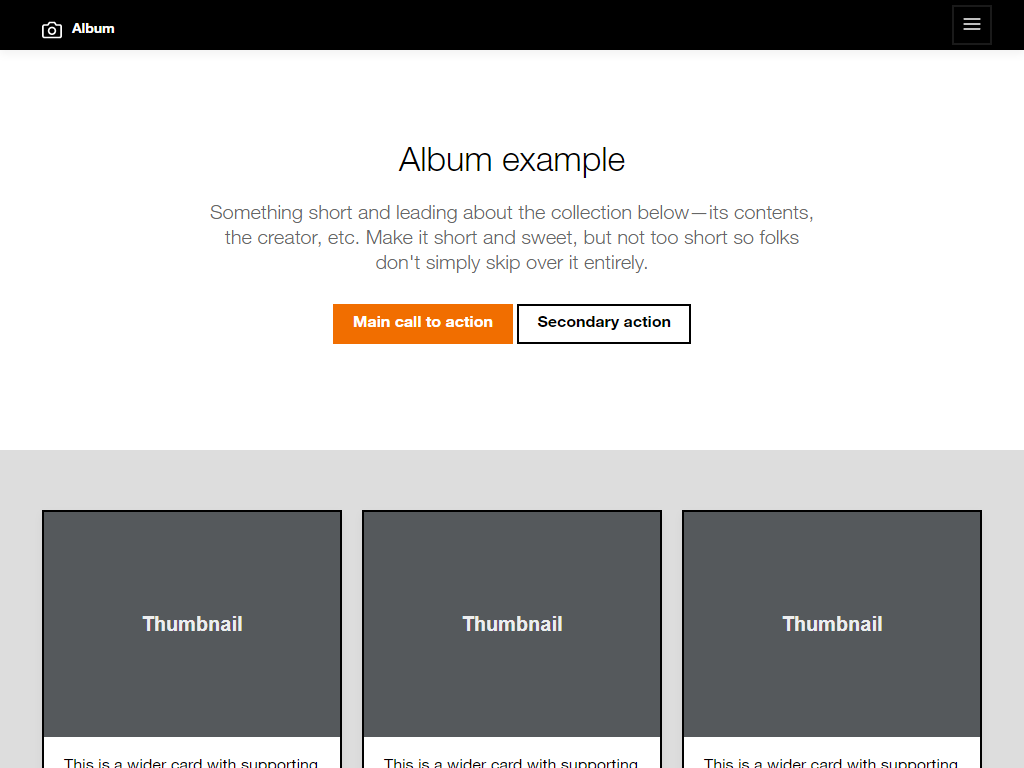 Album
Album example
Something short and leading about the collection below—its contents,
the creator, etc. Make it short and sweet, but not too short so folks
don't simply skip over it entirely.
Main call to action
Secondary action
Thumbnail
Thumbnail
Thumbnail
This is a wider card with supporting
This is a wider card with supporting
This is a wider card with supporting